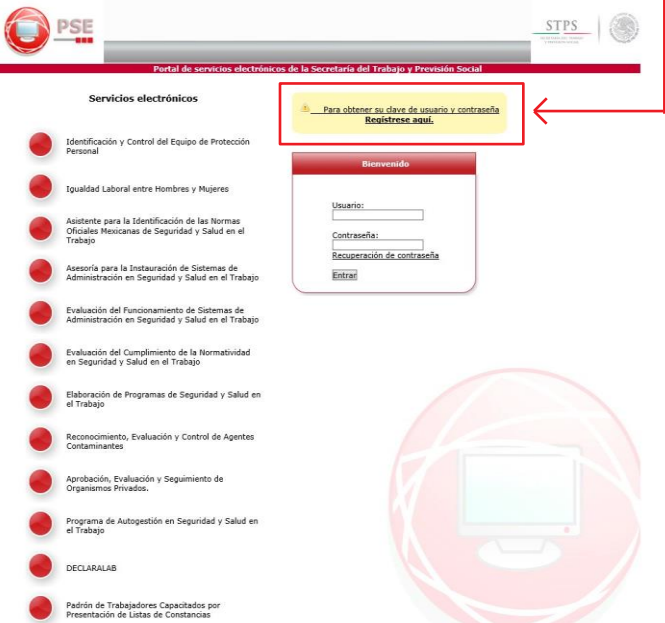 PSE
STPS
Portal de servicios electrónicos de la Secretaría del Trabajo y Previsión Social
Servicios electrónicos
Identificación y Control del Equipo de Protección
Personal
Igualdad Laboral entre Hombres y Mujeres
Asistente para la Identificación de las Normas
Oficiales Mexicanas de Seguridad y Salud en el
Trabajo
Asesoría para la Instauración de Sistemas de
Administración en Seguridad y Salud en el Trabajo
Evaluación del Funcionamiento de Sistemas de
Administración en Seguridad y Salud en el Trabajo
Evaluación del Cumplimiento de la Normatividad
en Seguridad y Salud en el Trabajo
Elaboración de Programas de Seguridad y Salud en
el Trabajo
Reconocimiento, Evaluación y Control de Agentes
Contaminantes
Aprobación, Evaluación y Seguimiento de
Organismos Privados.
Programa de Autogestión en Seguridad y Salud en
el Trabajo
DECLARALAB
Padrón de Trabajadores Capacitados por
Presentación de Listas de Constancias
Para obtener su clave de usuario y contraseña
Regístrese aquí.
Bienvenido
Usuario:
Contraseña:
Recuperación de contraseña
Entrar